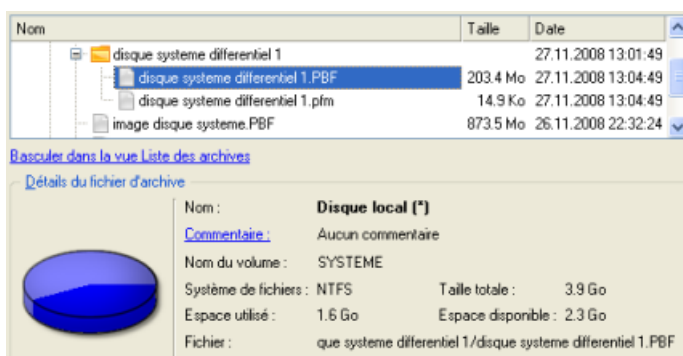 Nom Taille Date
disque systeme differentiel 1 27.11.2008 13:01:49
disque systeme differentiel 1.PBF 203.4 Mo 27.11.2008 13:04:49
disque systeme differentiel 1.pfm 14.9 Ko 27.11.2008 13:04:49
image disque systeme.PBF 873.5 Mo 26.11.2008 22:32:24
Basculer dans la vue Liste des archives
Détails du fichier d'archive
Nom : Disque local (*)
Commentaire : Aucun commentaire
Nom du volume : SYSTEME
Système de fichiers : NTFS Taille totale : 3.9 Go
Espace utilisé : 1.6 Go Espace disponible : 2.3 Go
Fichier : que systeme differentiel 1/disque systeme differentiel 1.PBF